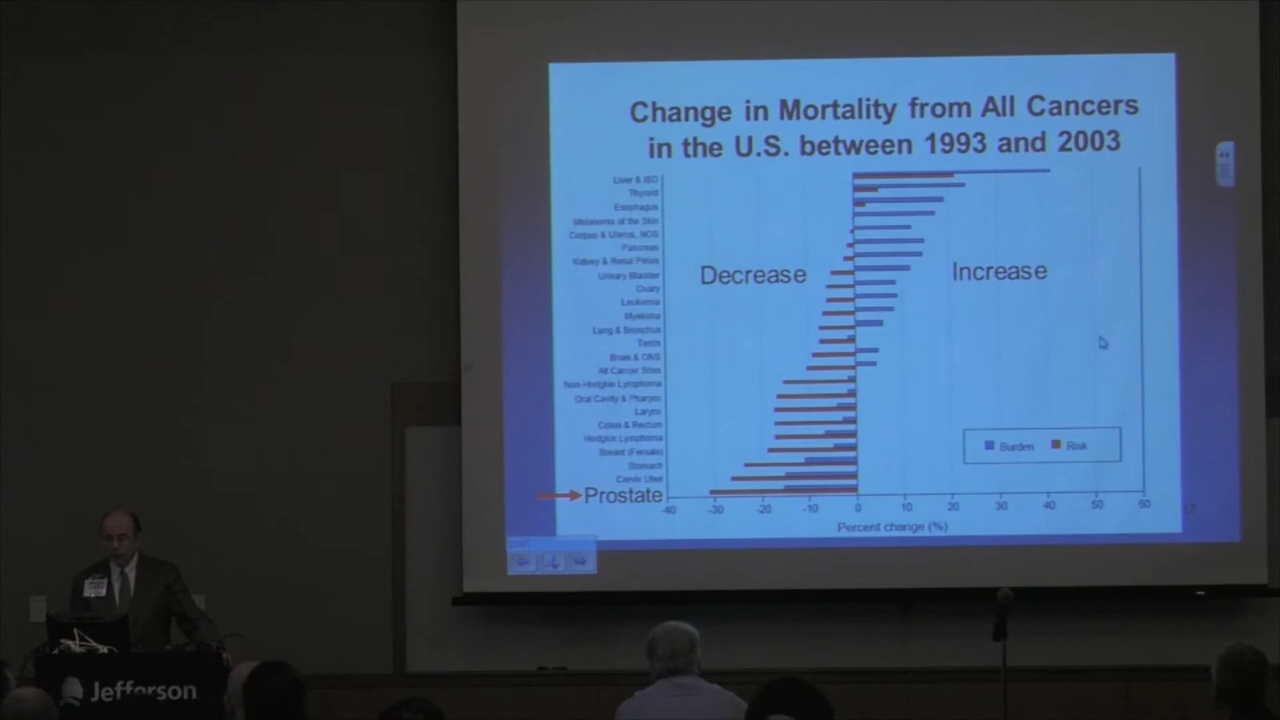 Change in Mortality from All Cancers
in the U.S. between 1993 and 2003
Liver & IBD
Thyroid
Esophagus
Melanoma of the Skin
Corpus & Uterus, NOS
Pancreas
Kidney & Renal Pelvis
Urinary Bladder
Ovary
Leukemia
Myeloma
Lung & Bronchus
Testis
Brain & ONS
All Cancer Sites
Non-Hodgkin Lymphoma
Oral Cavity & Pharynx
Larynx
Colon & Rectum
Hodgkin Lymphoma
Breast (Female)
Stomach
Cervix Uteri
Prostate
Decrease
Increase
Burden Risk
-40 -30 -20 -10 0 10 20 30 40 50 60
17
Percent change (%)
Jefferson